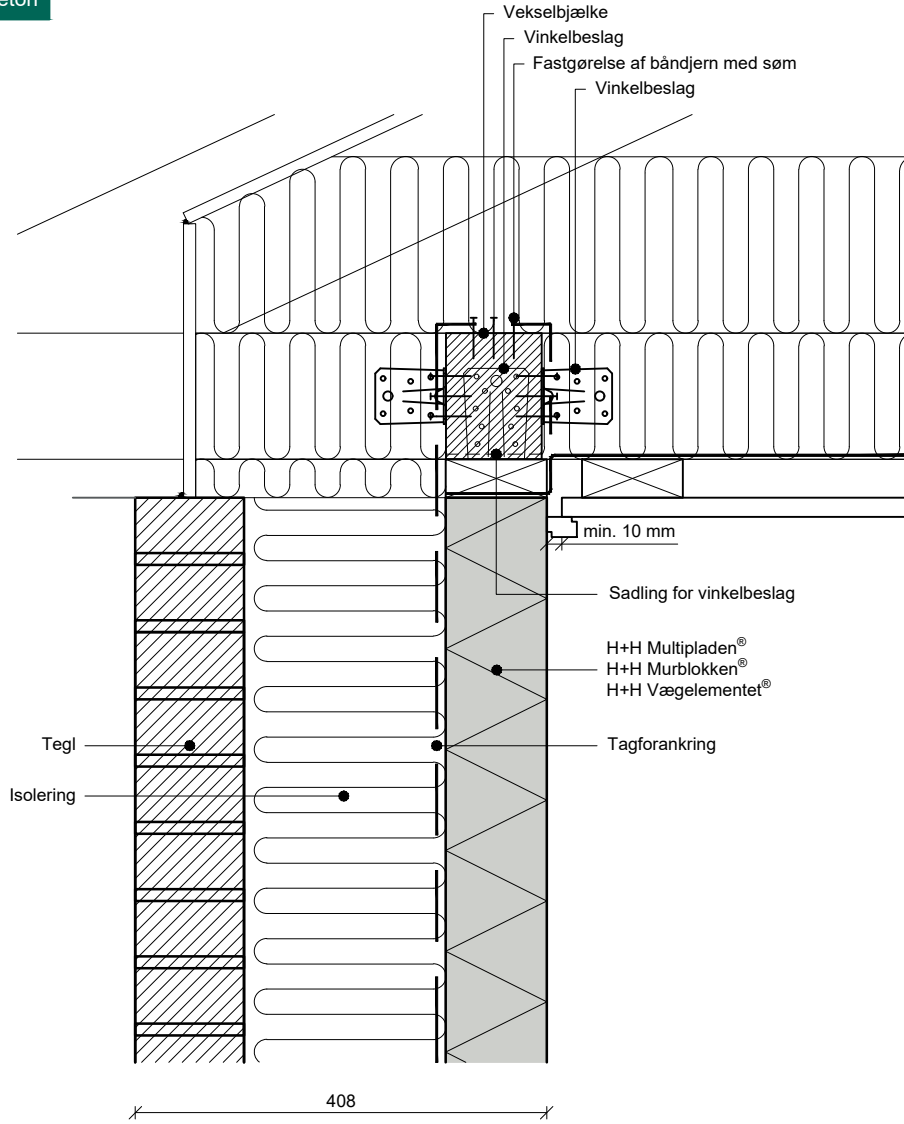 Vekselbjælke
Vinkelbeslag
Fastgørelse af båndjern med søm
Vinkelbeslag
min. 10 mm
Sadling for vinkelbeslag
H+H Multipladen®
H+H Murblokken®
H+H Vægelementet®
Tegl
Tagforankring
Isolering
408